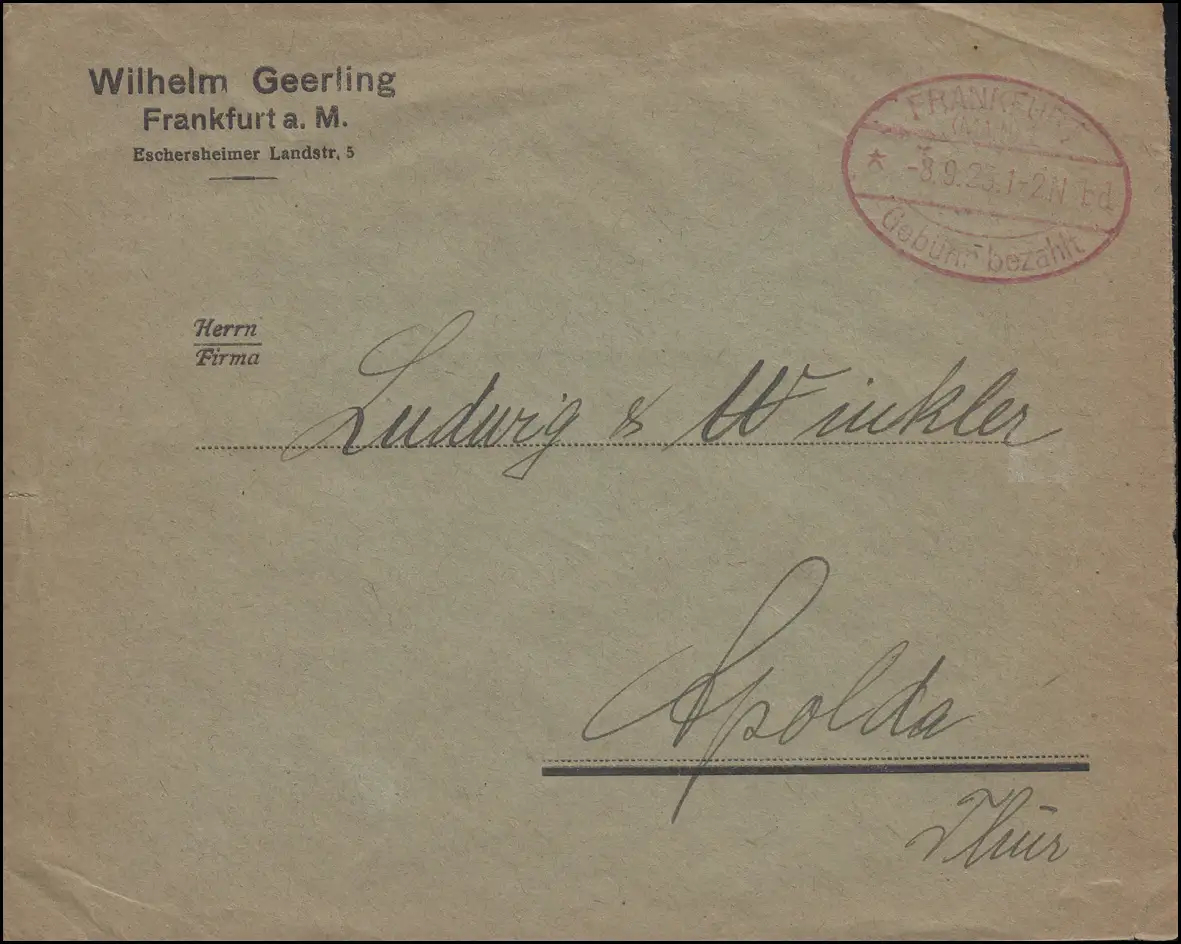 Wilhelm Geerling
Frankfurt a. M.
Eschersheimer Landstr. 5
FRANKFURT
(MAIN)
* -8.9.23.1-2N bd
Gebühr bezahlt
Herrn
Firma
Ludwig & Winkler
Apolda
Thür